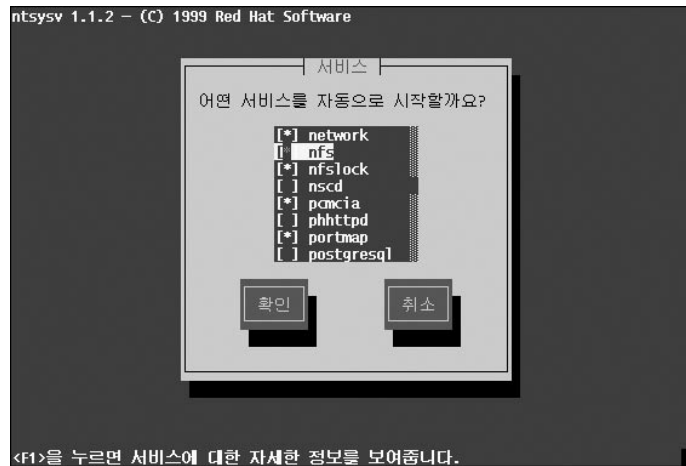 ntsysv 1.1.2 - (C) 1999 Red Hat Software
서비스
어떤 서비스를 자동으로 시작할까요?
[*] network
[*] nfs
[*] nfslock
[ ] nscd
[*] pcmcia
[ ] phhttpd
[*] portmap
[ ] postgresql
확인 취소
<F1>을 누르면 서비스에 대한 자세한 정보를 보여줍니다.